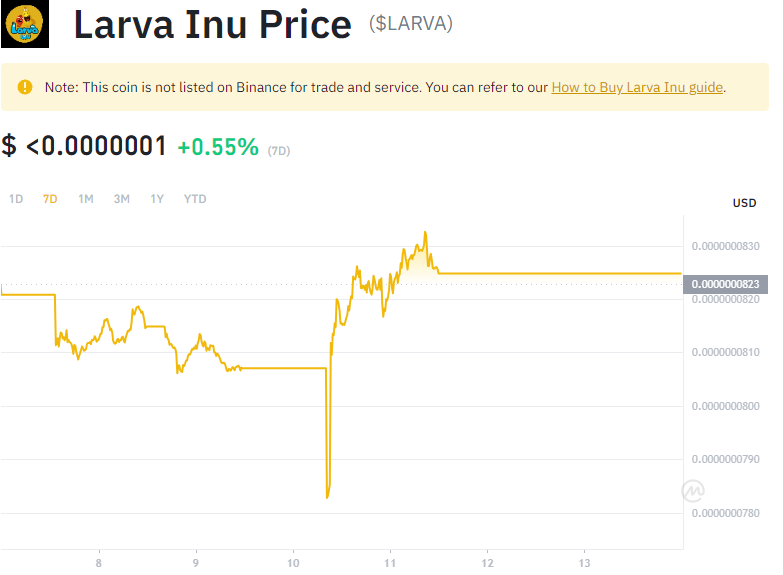 Larva Inu Price ($LARVA)
Note: This coin is not listed on Binance for trade and service. You can refer to our How to Buy Larva Inu guide.
$ <0.0000001 +0.55% (7D)
1D 7D 1M 3M 1Y YTD
USD
0.0000000830
0.0000000823
0.0000000820
0.0000000810
0.0000000800
0.0000000790
0.0000000780
8 9 10 11 12 13